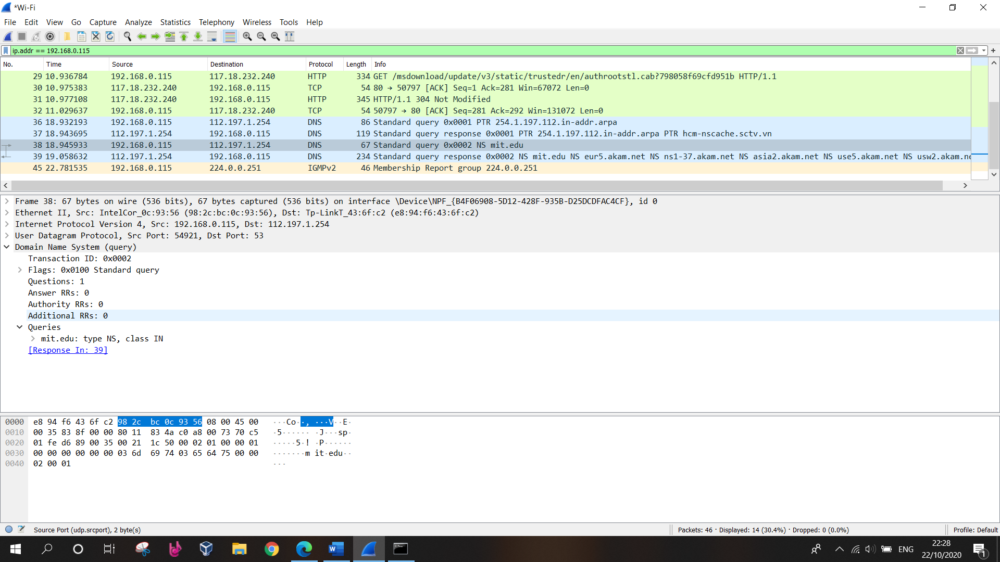 *Wi-Fi
File Edit View Go Capture Analyze Statistics Telephony Wireless Tools Help
ip.addr == 192.168.0.115
No. Time Source Destination Protocol Length Info
29 10.936784 192.168.0.115 117.18.232.240 HTTP 334 GET /msdownload/update/v3/static/trustedr/en/authrootstl.cab?798058f69cfd951b HTTP/1.1
30 10.975383 117.18.232.240 192.168.0.115 TCP 54 80 → 50797 [ACK] Seq=1 Ack=281 Win=67072 Len=0
31 10.977108 117.18.232.240 192.168.0.115 HTTP 345 HTTP/1.1 304 Not Modified
32 11.029637 192.168.0.115 117.18.232.240 TCP 54 50797 → 80 [ACK] Seq=281 Ack=292 Win=131072 Len=0
36 18.932193 192.168.0.115 112.197.1.254 DNS 86 Standard query 0x0001 PTR 254.1.197.112.in-addr.arpa
37 18.943695 112.197.1.254 192.168.0.115 DNS 119 Standard query response 0x0001 PTR 254.1.197.112.in-addr.arpa PTR hcm-nscache.sctv.vn
38 18.945933 192.168.0.115 112.197.1.254 DNS 67 Standard query 0x0002 NS mit.edu
39 19.058632 112.197.1.254 192.168.0.115 DNS 234 Standard query response 0x0002 NS mit.edu NS eur5.akam.net NS ns1-37.akam.net NS asia2.akam.net NS use5.akam.net NS usw2.akam.ne
45 22.781535 192.168.0.115 224.0.0.251 IGMPv2 46 Membership Report group 224.0.0.251
Frame 38: 67 bytes on wire (536 bits), 67 bytes captured (536 bits) on interface \Device\NPF_{B4F06908-5D12-428F-935B-D25DCDFAC4CF}, id 0
Ethernet II, Src: IntelCor_0c:93:56 (98:2c:bc:0c:93:56), Dst: Tp-LinkT_43:6f:c2 (e8:94:f6:43:6f:c2)
Internet Protocol Version 4, Src: 192.168.0.115, Dst: 112.197.1.254
User Datagram Protocol, Src Port: 54921, Dst Port: 53
Domain Name System (query)
Transaction ID: 0x0002
Flags: 0x0100 Standard query
Questions: 1
Answer RRs: 0
Authority RRs: 0
Additional RRs: 0
Queries
mit.edu: type NS, class IN
[Response In: 39]
0000 e8 94 f6 43 6f c2 98 2c bc 0c 93 56 08 00 45 00 ···Co··, ···V··E·
0010 00 35 83 8f 00 00 80 11 83 4a c0 a8 00 73 70 c5 ·5······ ·J···sp·
0020 01 fe d6 89 00 35 00 21 1c 50 00 02 01 00 00 01 ·····5·! ·P······
0030 00 00 00 00 00 00 03 6d 69 74 03 65 64 75 00 00 ·······m it·edu··
0040 02 00 01 ···
Source Port (udp.srcport), 2 byte(s) Packets: 46 · Displayed: 14 (30.4%) · Dropped: 0 (0.0%) Profile: Default
ENG 22:28
22/10/2020 1